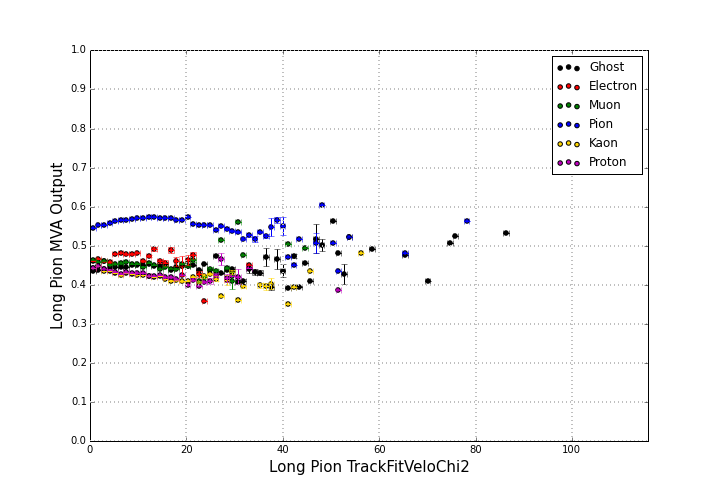 1.0
0.9
0.8
0.7
0.6
0.5
0.4
0.3
0.2
0.1
0.0
Long Pion MVA Output
Ghost
Electron
Muon
Pion
Kaon
Proton
0 20 40 60 80 100
Long Pion TrackFitVeloChi2